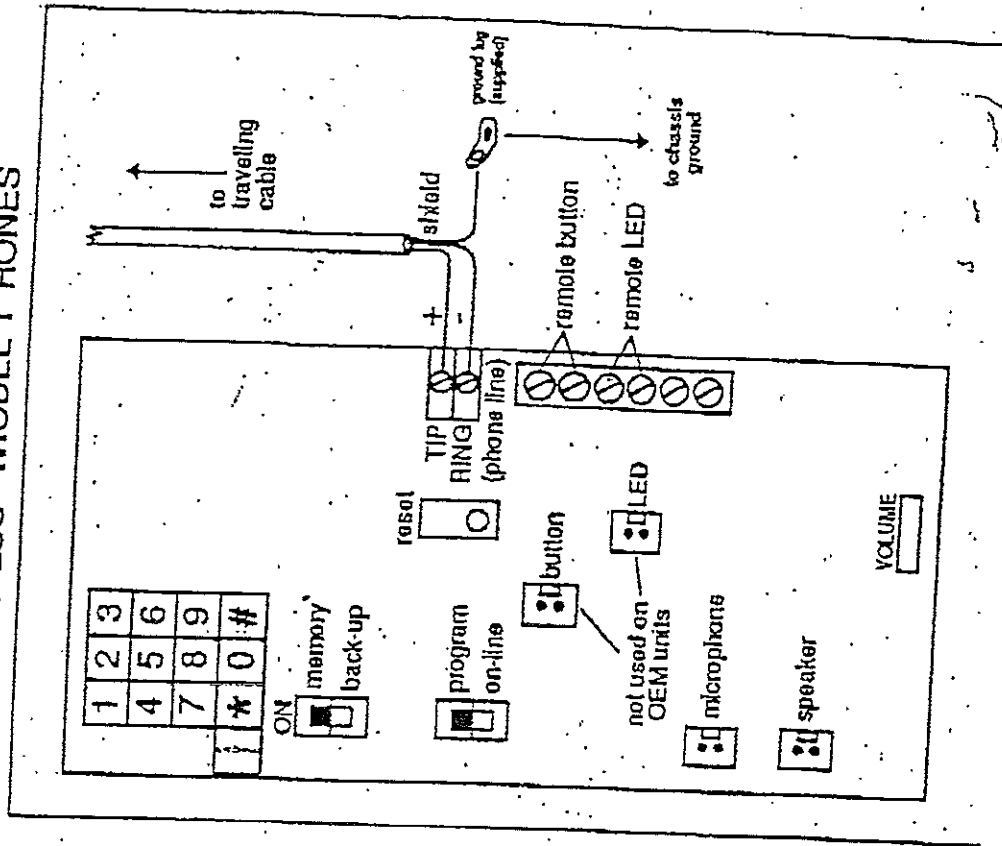 MODEL PHONES
to
traveling
cable
shield
ground lug
(supplied)
to chassis
ground
+
-
TIP
RING
(phone line)
remote button
remote LED
reset
1 2 3
4 5 6
7 8 9
* 0 #
ON
memory
back-up
program
on-line
button
LED
not used on
OEM units
microphone
speaker
VOLUME